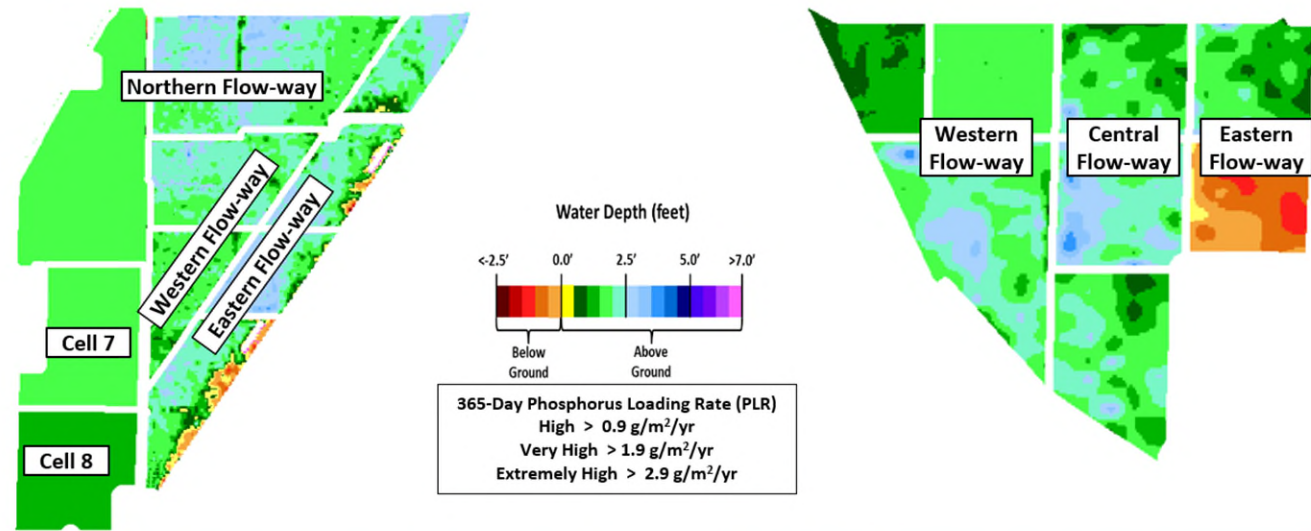 Northern Flow-way
Western Flow-way
Eastern Flow-way
Cell 7
Cell 8
Water Depth (feet)
<-2.5' 0.0' 2.5' 5.0' >7.0'
Below
Ground
Above
Ground
365-Day Phosphorus Loading Rate (PLR)
High > 0.9 g/m²/yr
Very High > 1.9 g/m²/yr
Extremely High > 2.9 g/m²/yr
Western
Flow-way
Central
Flow-way
Eastern
Flow-way